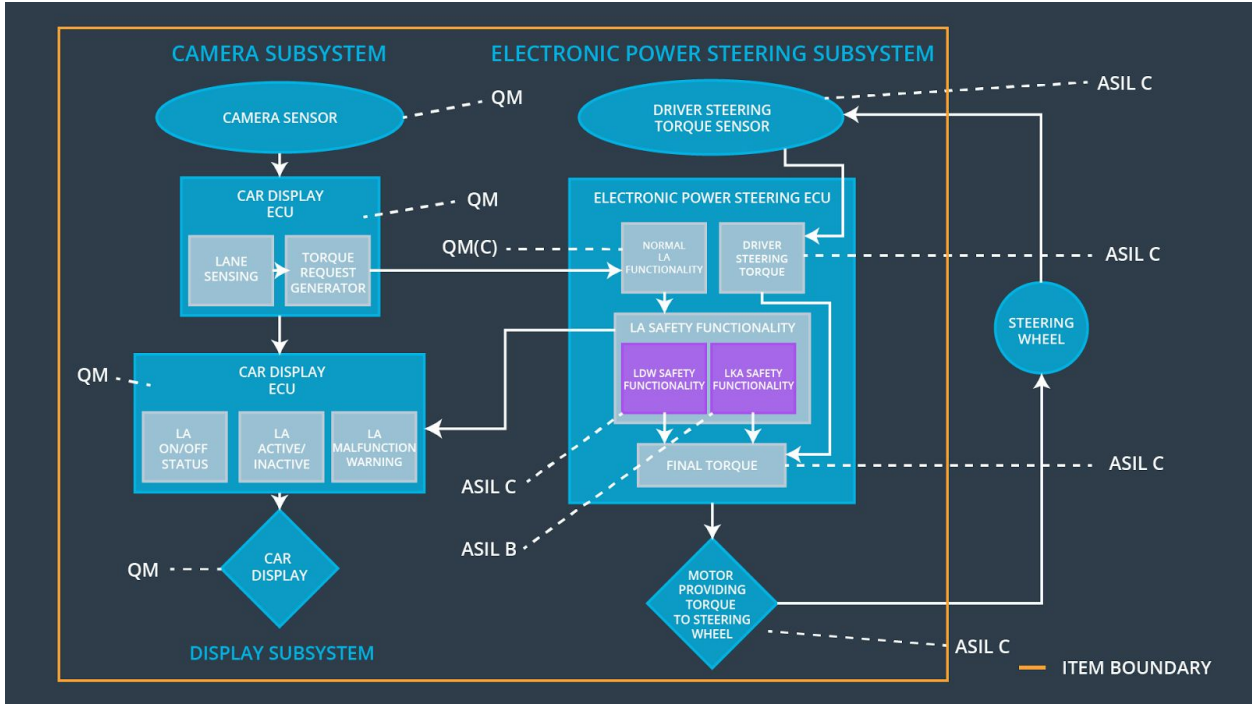 CAMERA SUBSYSTEM
ELECTRONIC POWER STEERING SUBSYSTEM
CAMERA SENSOR
QM
DRIVER STEERING
TORQUE SENSOR
ASIL C
CAR DISPLAY
ECU
QM
LANE
SENSING
TORQUE
REQUEST
GENERATOR
ELECTRONIC POWER STEERING ECU
QM(C)
NORMAL
LA
FUNCTIONALITY
DRIVER
STEERING
TORQUE
ASIL C
STEERING
WHEEL
LA SAFETY FUNCTIONALITY
LDW SAFETY
FUNCTIONALITY
LKA SAFETY
FUNCTIONALITY
QM
CAR DISPLAY
ECU
LA
ON/OFF
STATUS
LA
ACTIVE/
INACTIVE
LA
MALFUNCTION
WARNING
FINAL TORQUE
ASIL C
ASIL C
ASIL B
QM
CAR
DISPLAY
MOTOR
PROVIDING
TORQUE
TO STEERING
WHEEL
ASIL C
DISPLAY SUBSYSTEM
ITEM BOUNDARY